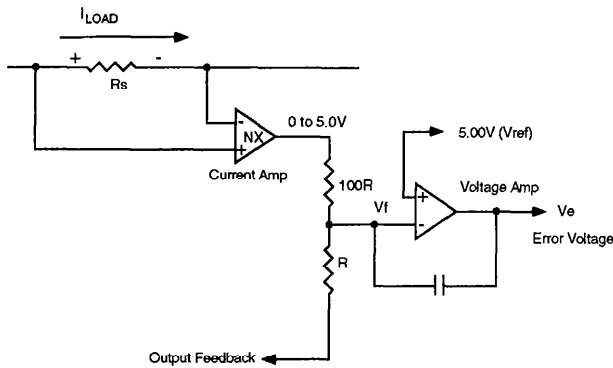 ILOAD
+ -
Rs
- NX +
0 to 5.0V
Current Amp
5.00V (Vref)
100R
+ -
Voltage Amp
Vf
Ve
Error Voltage
R
Output Feedback